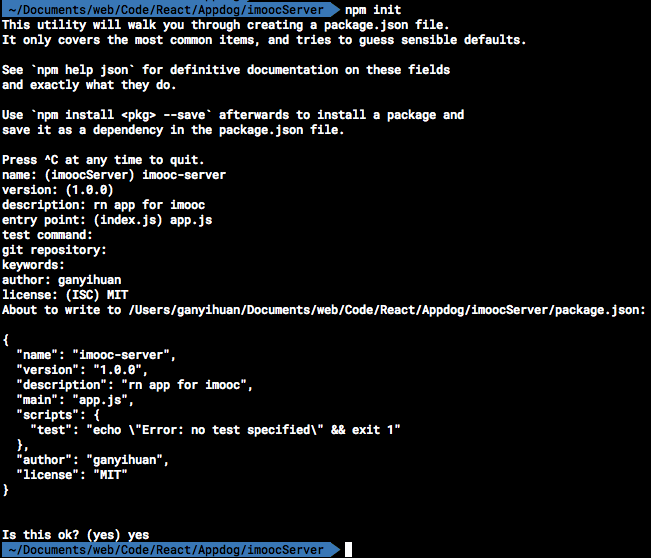 ~/Documents/web/Code/React/Appdog/imoocServer npm init
This utility will walk you through creating a package.json file.
It only covers the most common items, and tries to guess sensible defaults.
See `npm help json` for definitive documentation on these fields
and exactly what they do.
Use `npm install <pkg> --save` afterwards to install a package and
save it as a dependency in the package.json file.
Press ^C at any time to quit.
name: (imoocServer) imooc-server
version: (1.0.0)
description: rn app for imooc
entry point: (index.js) app.js
test command:
git repository:
keywords:
author: ganyihuan
license: (ISC) MIT
About to write to /Users/ganyihuan/Documents/web/Code/React/Appdog/imoocServer/package.json:
{
  "name": "imooc-server",
  "version": "1.0.0",
  "description": "rn app for imooc",
  "main": "app.js",
  "scripts": {
    "test": "echo \"Error: no test specified\" && exit 1"
  },
  "author": "ganyihuan",
  "license": "MIT"
}
Is this ok? (yes) yes
~/Documents/web/Code/React/Appdog/imoocServer